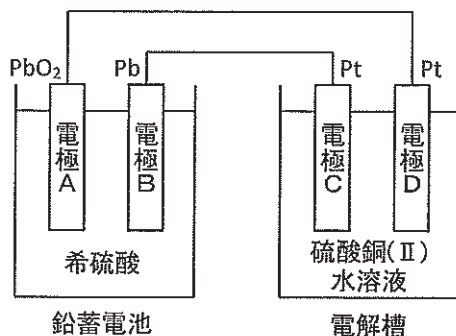 PbO₂ Pb Pt Pt
電極A 電極B 電極C 電極D
希硫酸
硫酸銅(Ⅱ)
水溶液
鉛蓄電池 電解槽